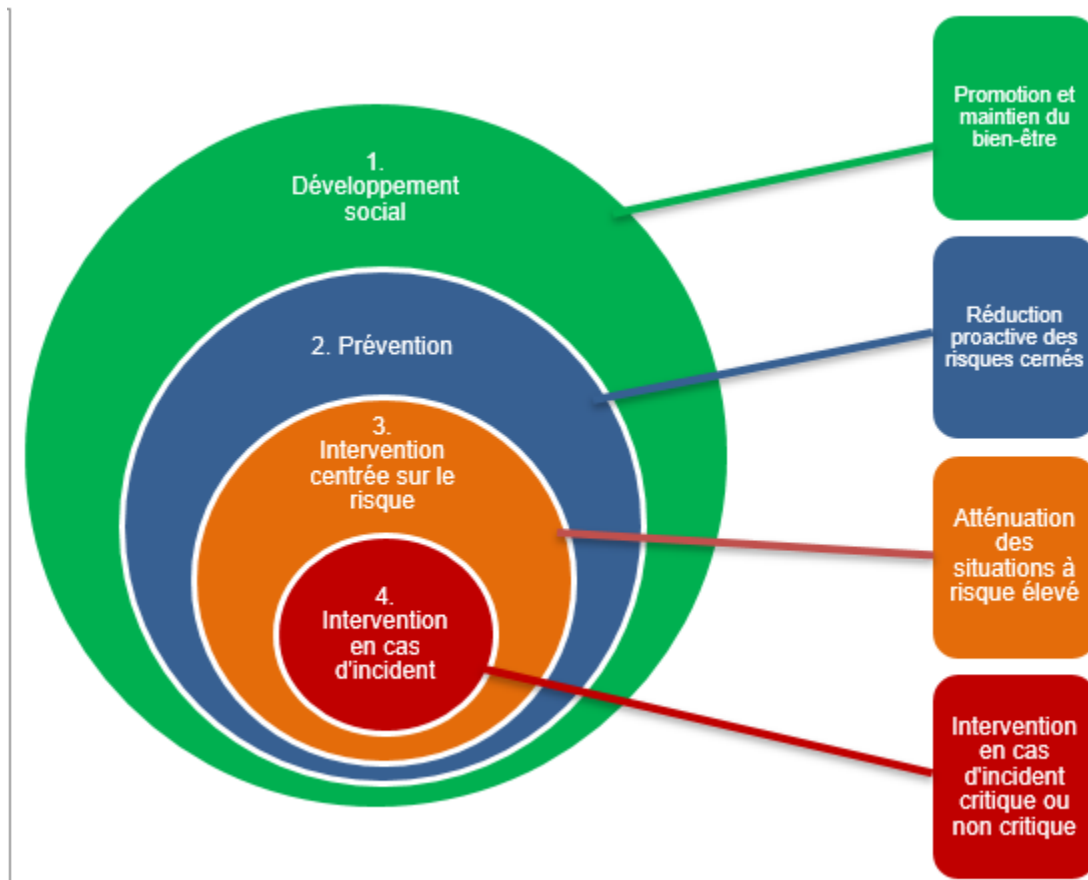 1.
Développement
social
2. Prévention
3.
Intervention
centrée sur le
risque
4.
Intervention
en cas
d'incident
Promotion et
maintien du
bien-être
Réduction
proactive des
risques cernés
Atténuation
des
situations à
risque élevé
Intervention
en cas
d'incident
critique ou
non critique